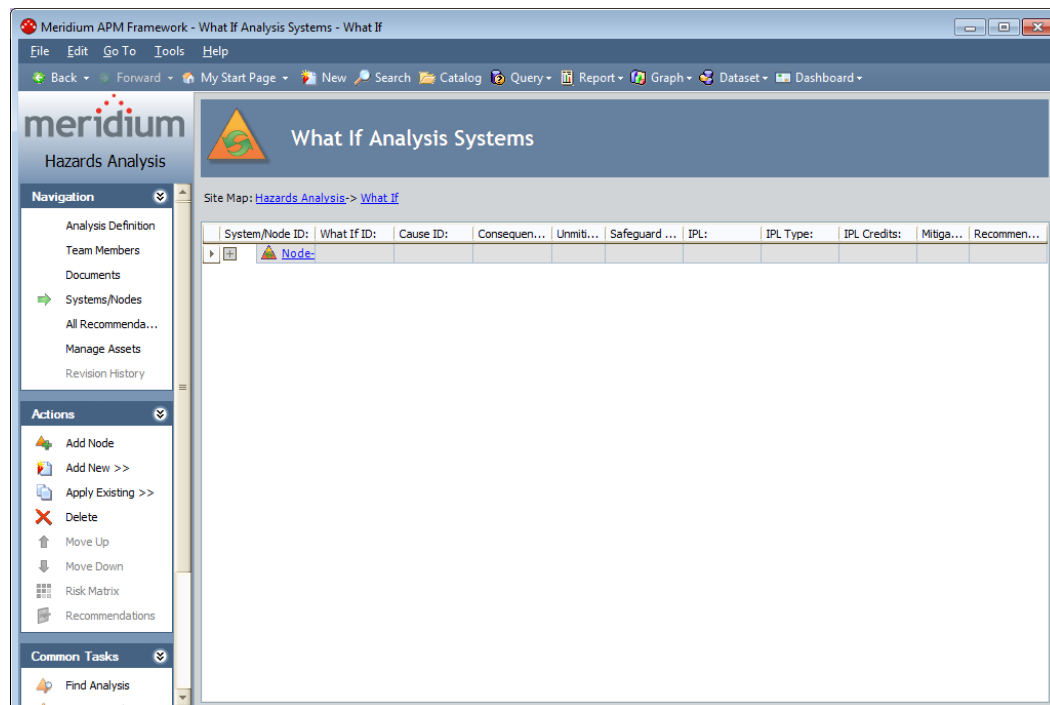 Meridium APM Framework - What If Analysis Systems - What If
File Edit Go To Tools Help
Back Forward My Start Page New Search Catalog Query Report Graph Dataset Dashboard
meridium
Hazards Analysis
What If Analysis Systems
Navigation
Site Map: Hazards Analysis-> What If
Analysis Definition
Team Members
Documents
Systems/Nodes
All Recommenda...
Manage Assets
Revision History
System/Node ID: What If ID: Cause ID: Consequen... Unmiti... Safeguard ... IPL: IPL Type: IPL Credits: Mitiga... Recommen...
Node-
Actions
Add Node
Add New >>
Apply Existing >>
Delete
Move Up
Move Down
Risk Matrix
Recommendations
Common Tasks
Find Analysis